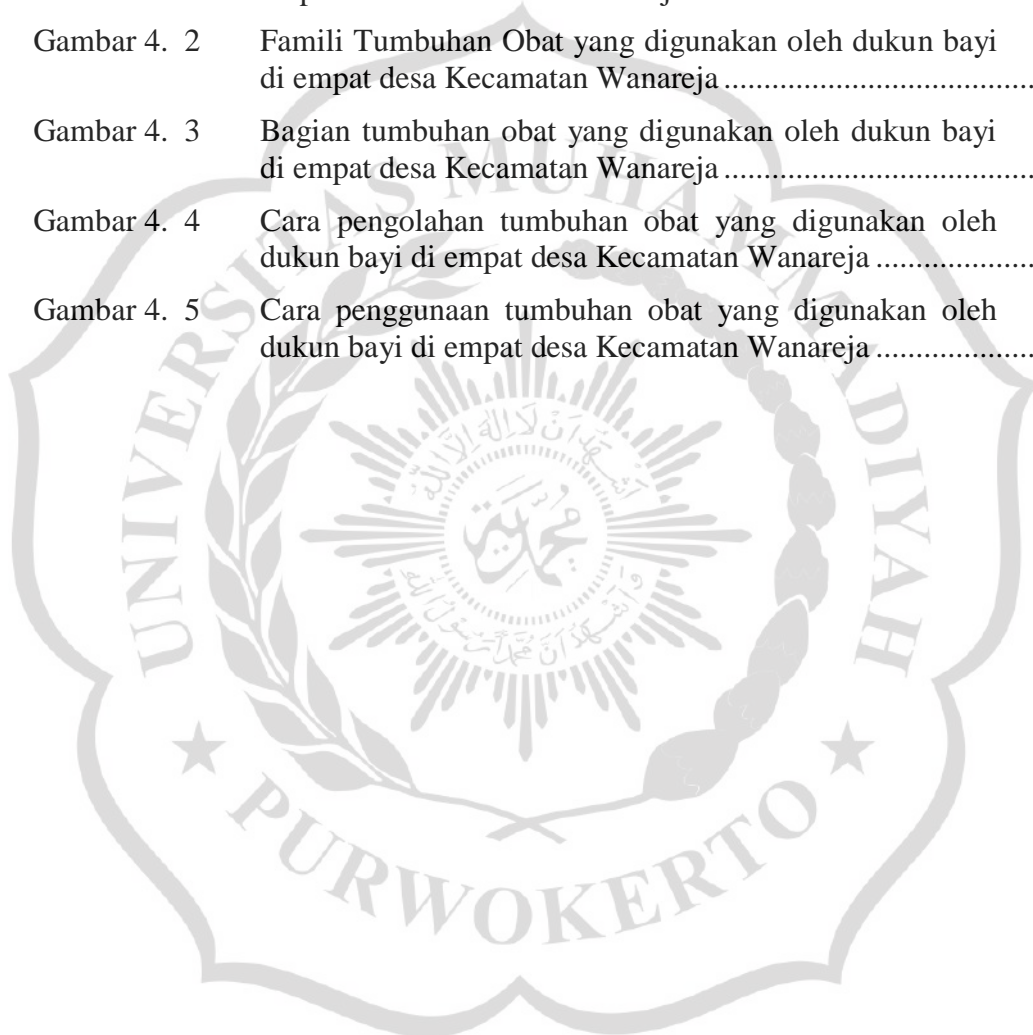 Gambar 4. 2 Famili Tumbuhan Obat yang digunakan oleh dukun bayi
di empat desa Kecamatan Wanareja ......................................
Gambar 4. 3 Bagian tumbuhan obat yang digunakan oleh dukun bayi
di empat desa Kecamatan Wanareja ......................................
Gambar 4. 4 Cara pengolahan tumbuhan obat yang digunakan oleh
dukun bayi di empat desa Kecamatan Wanareja ....................
Gambar 4. 5 Cara penggunaan tumbuhan obat yang digunakan oleh
dukun bayi di empat desa Kecamatan Wanareja ....................
UNIVERSITAS MUHAMMADIYAH
PURWOKERTO